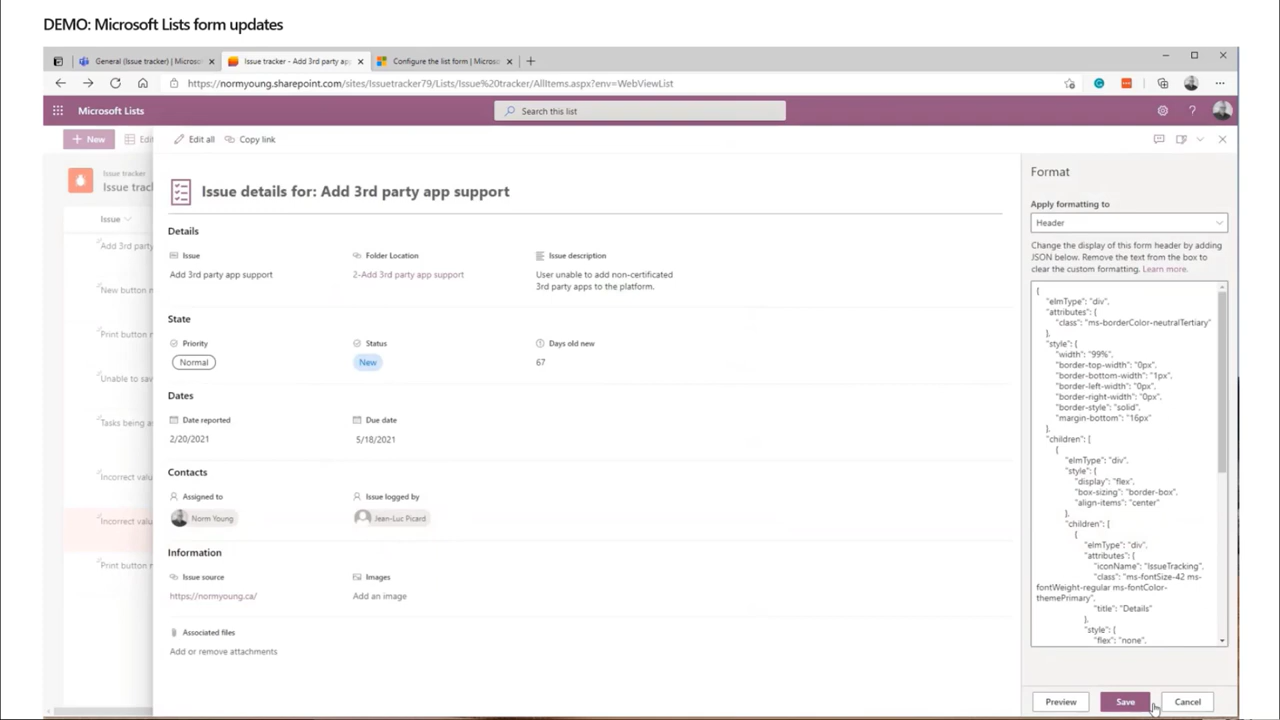 DEMO: Microsoft Lists form updates
General (Issue tracker) | Microso
Issue tracker - Add 3rd party ap
Configure the list form | Microso
https://normyoung.sharepoint.com/sites/Issuetracker79/Lists/Issue%20tracker/AllItems.aspx?env=WebViewList
Microsoft Lists
Search this list
?
+ New
Edit
Edit all
Copy link
Issue tracker
Issue trac
Issue
Add 3rd party
New button n
Print button n
Unable to sav
Tasks being as
Incorrect valu
Incorrect valu
Print button n
Issue details for: Add 3rd party app support
Details
Issue
Folder Location
Issue description
Add 3rd party app support
2-Add 3rd party app support
User unable to add non-certificated
3rd party apps to the platform.
State
Priority
Status
Days old new
Normal
New
67
Dates
Date reported
Due date
2/20/2021
5/18/2021
Contacts
Assigned to
Issue logged by
Norm Young
Jean-Luc Picard
Information
Issue source
Images
https://normyoung.ca/
Add an image
Associated files
Add or remove attachments
Format
Apply formatting to
Header
Change the display of this form header by adding
JSON below. Remove the text from the box to
clear the custom formatting. Learn more.
{
"elmType": "div",
"attributes": {
"class": "ms-borderColor-neutralTertiary"
},
"style": {
"width": "99%",
"border-top-width": "0px",
"border-bottom-width": "1px",
"border-left-width": "0px",
"border-right-width": "0px",
"border-style": "solid",
"margin-bottom": "16px"
},
"children": [
{
"elmType": "div",
"style": {
"display": "flex",
"box-sizing": "border-box",
"align-items": "center"
},
"children": [
{
"elmType": "div",
"attributes": {
"iconName": "IssueTracking",
"class": "ms-fontSize-42 ms-
fontWeight-regular ms-fontColor-
themePrimary",
"title": "Details"
},
"style": {
"flex": "none",
Preview
Save
Cancel